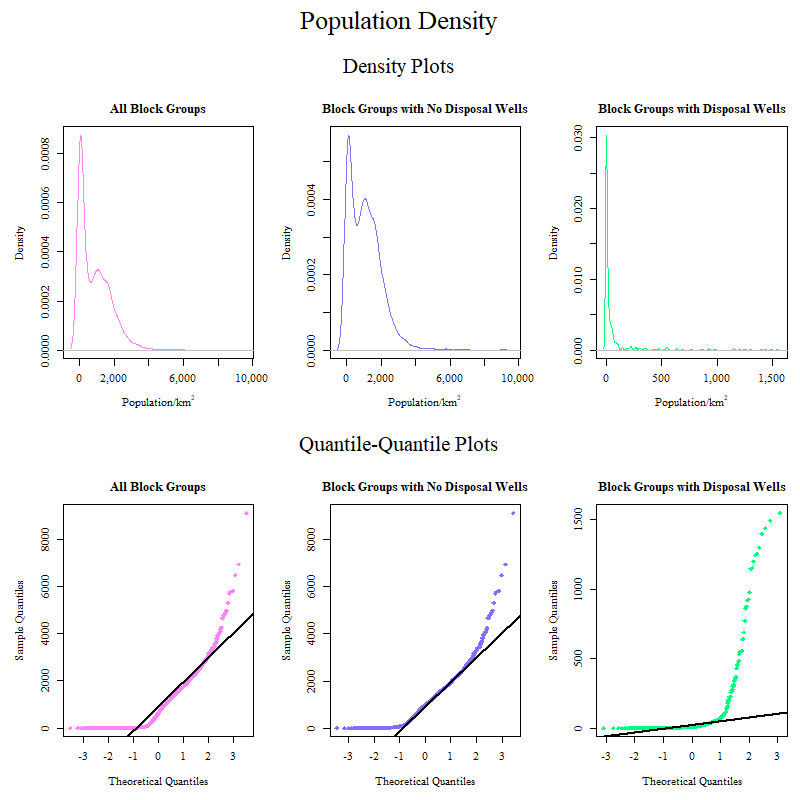 Population Density
Density Plots
All Block Groups
Block Groups with No Disposal Wells
Block Groups with Disposal Wells
Density
0.0000
0.0002
0.0004
0.0006
0.0008
0
2,000
6,000
10,000
Population/km²
Density
0.0000
0.0002
0.0004
0
2,000
6,000
10,000
Population/km²
Density
0.000
0.010
0.020
0.030
0
500
1,000
1,500
Population/km²
Quantile-Quantile Plots
All Block Groups
Block Groups with No Disposal Wells
Block Groups with Disposal Wells
Sample Quantiles
0
2000
4000
6000
8000
-3
-2
-1
0
1
2
3
Theoretical Quantiles
Sample Quantiles
0
2000
4000
6000
8000
-3
-2
-1
0
1
2
3
Theoretical Quantiles
Sample Quantiles
0
500
1000
1500
-3
-2
-1
0
1
2
3
Theoretical Quantiles